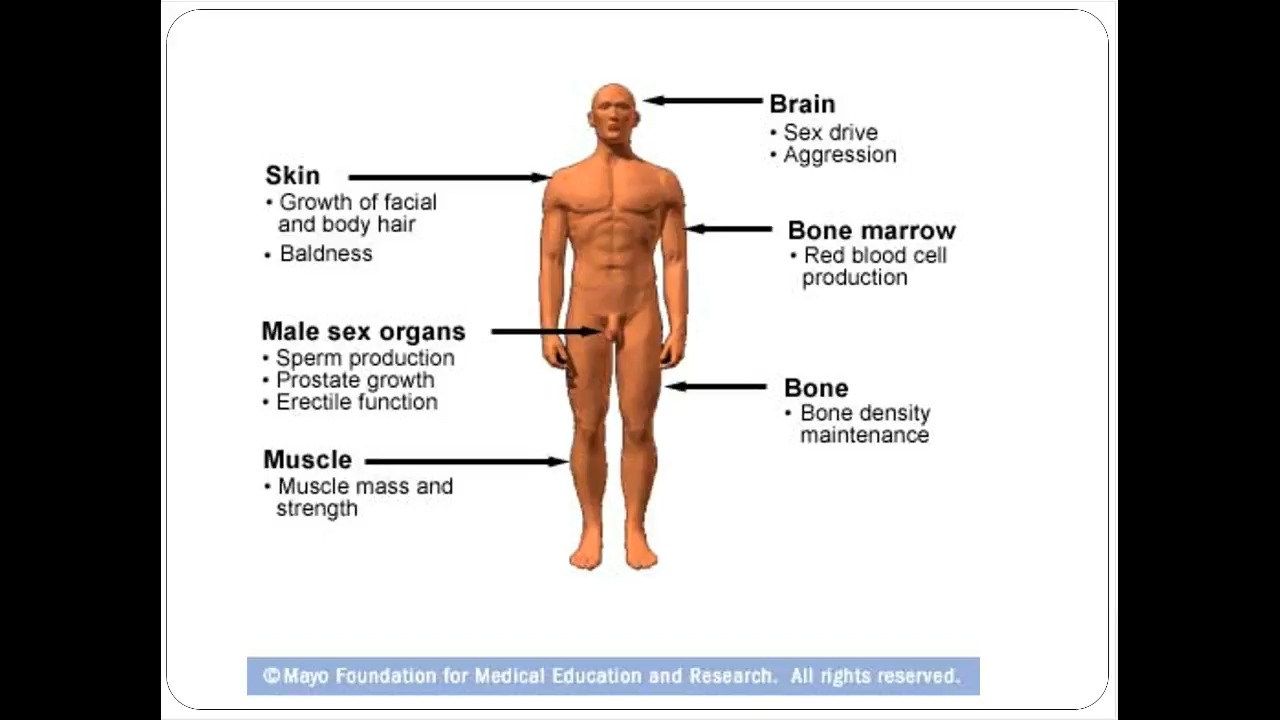 Brain
• Sex drive
• Aggression
Skin
• Growth of facial
and body hair
• Baldness
Bone marrow
• Red blood cell
production
Male sex organs
• Sperm production
• Prostate growth
• Erectile function
Bone
• Bone density
maintenance
Muscle
• Muscle mass and
strength
©Mayo Foundation for Medical Education and Research. All rights reserved.